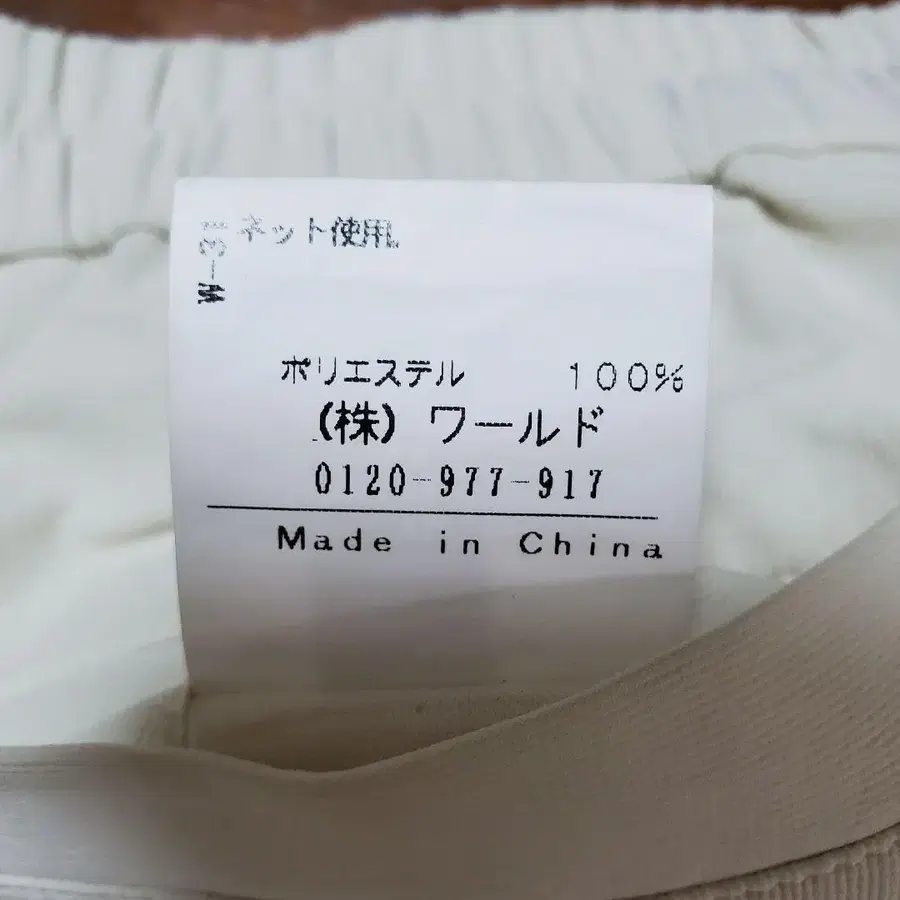 ネット使用
ポリエステル 100%
(株) ワールド
0120-977-917
Made in China